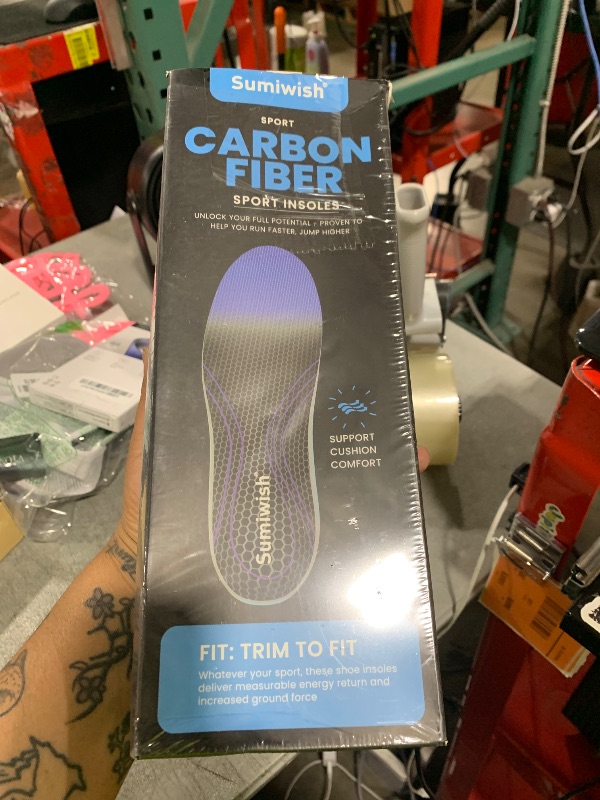 Sumiwish
SPORT
CARBON
FIBER
SPORT INSOLES
UNLOCK YOUR FULL POTENTIAL - PROVEN TO
HELP YOU RUN FASTER, JUMP HIGHER
SUPPORT
CUSHION
COMFORT
Sumiwish
FIT: TRIM TO FIT
Whatever your sport, these shoe insoles
deliver measurable energy return and
increased ground force